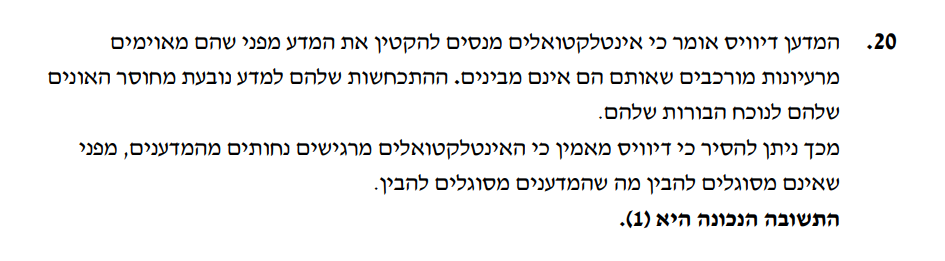 20. המדען דיוויס אומר כי אינטלקטואלים מנסים להקטין את המדע מפני שהם מאוימים
מרעיונות מורכבים שאותם הם אינם מבינים. ההתכחשות שלהם למדע נובעת מחוסר האונים
שלהם לנוכח הבורות שלהם.
מכך ניתן להסיר כי דיוויס מאמין כי האינטלקטואלים מרגישים נחותים מהמדענים, מפני
שאינם מסוגלים להבין מה שהמדענים מסוגלים להבין.
התשובה הנכונה היא (1).